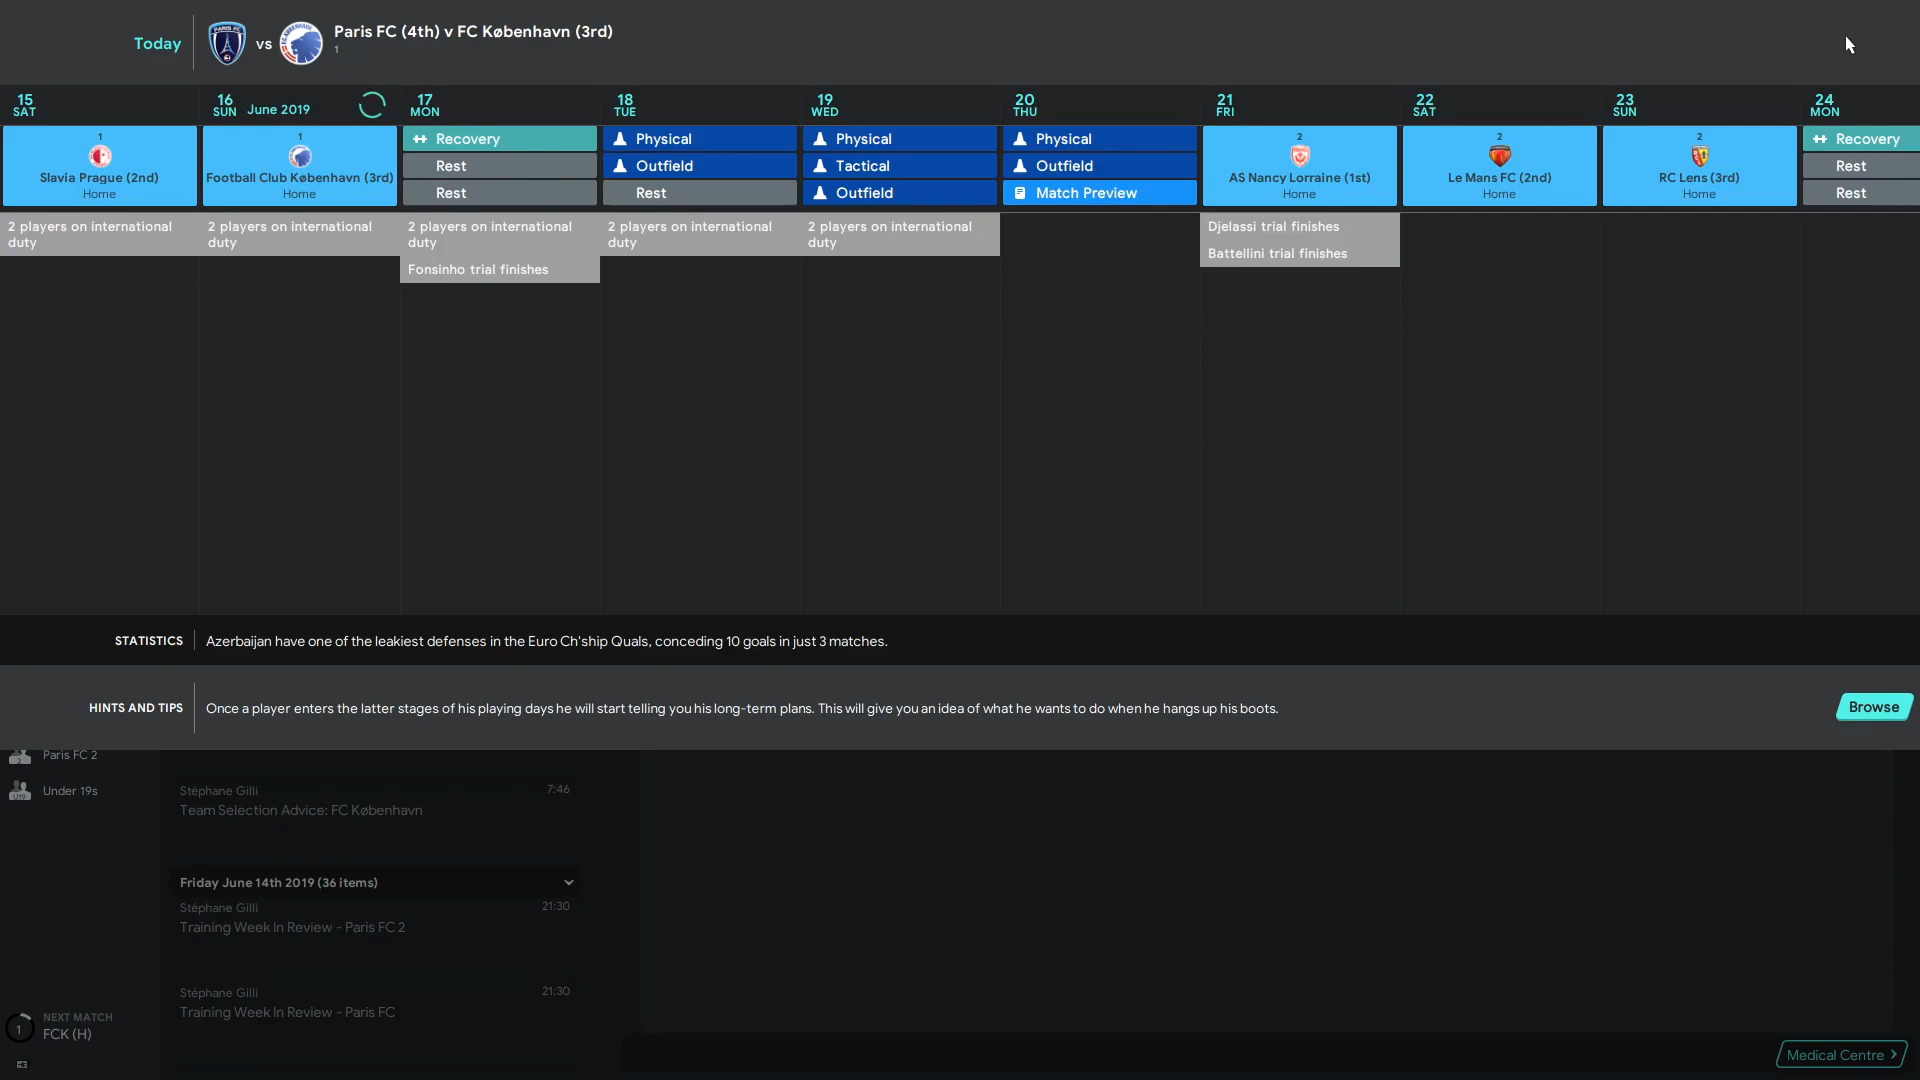 Today
vs
Paris FC (4th) v FC København (3rd)
1
15
SAT
16
SUN
June 2019
17
MON
18
TUE
19
WED
20
THU
21
FRI
22
SAT
23
SUN
24
MON
1
Slavia Prague (2nd)
Home
1
Football Club København (3rd)
Home
Recovery
Rest
Rest
Physical
Outfield
Rest
Physical
Tactical
Outfield
Physical
Outfield
Match Preview
2
AS Nancy Lorraine (1st)
Home
2
Le Mans FC (2nd)
Home
2
RC Lens (3rd)
Home
Recovery
Rest
Rest
2 players on international
duty
2 players on international
duty
2 players on international
duty
Fonsinho trial finishes
2 players on international
duty
2 players on international
duty
Djelassi trial finishes
Battellini trial finishes
STATISTICS
Azerbaijan have one of the leakiest defenses in the Euro Ch'ship Quals, conceding 10 goals in just 3 matches.
HINTS AND TIPS
Once a player enters the latter stages of his playing days he will start telling you his long-term plans. This will give you an idea of what he wants to do when he hangs up his boots.
Browse
Paris FC 2
Under 19s
Stéphane Gilli
7:46
Team Selection Advice: FC København
Friday June 14th 2019 (36 items)
Stéphane Gilli
21:30
Training Week In Review - Paris FC 2
Stéphane Gilli
21:30
Training Week In Review - Paris FC
1
NEXT MATCH
FCK (H)
Medical Centre